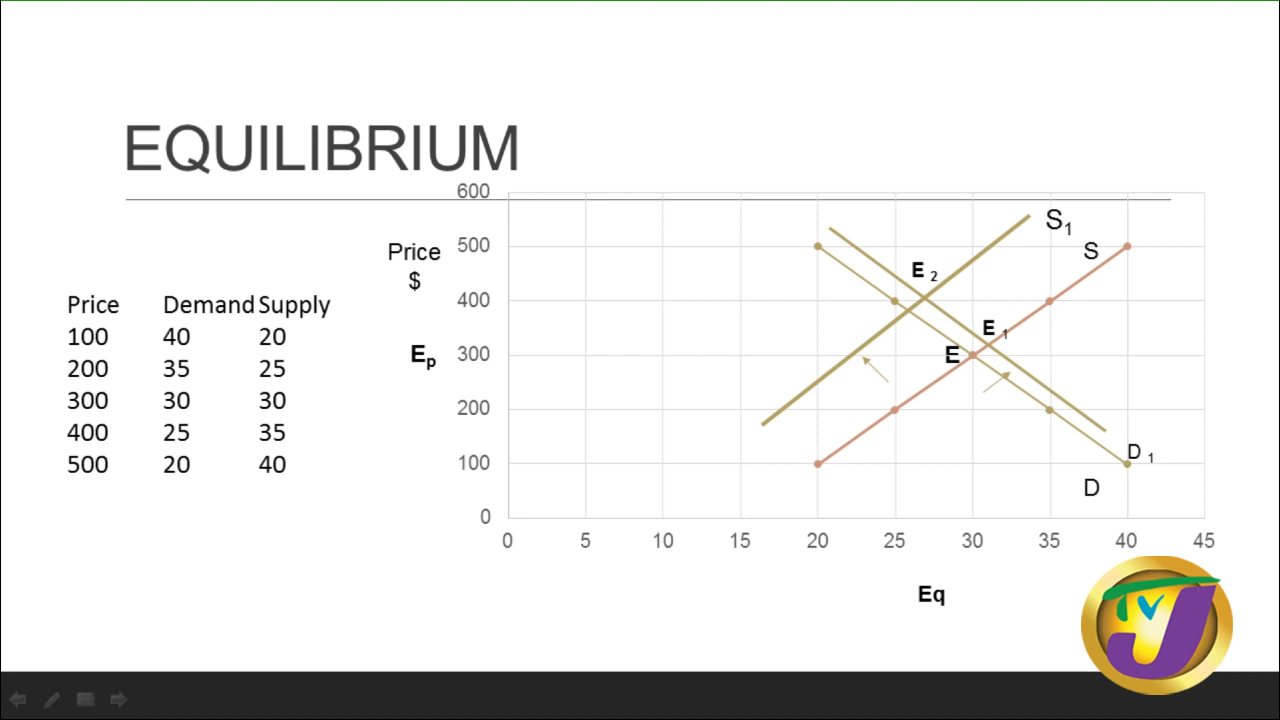 EQUILIBRIUM
Price Demand Supply
100 40 20
200 35 25
300 30 30
400 25 35
500 20 40
Price
$
Ep
600
500
400
300
200
100
0
0 5 10 15 20 25 30 35 40 45
Eq
S1
S
E 2
E 1
E
D 1
D
TVJ